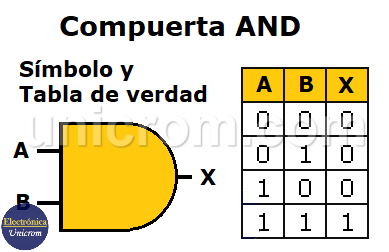 Compuerta AND
Símbolo y
Tabla de verdad
A
B
X
A B X
0 0 0
0 1 0
1 0 0
1 1 1
unicrom.com
Electrónica
Unicrom